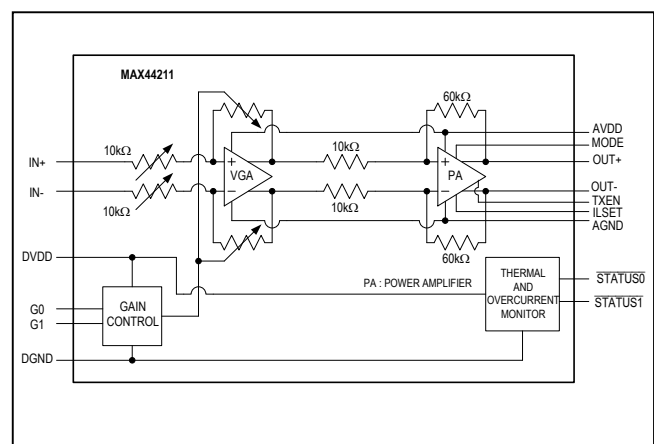 MAX44211
60kΩ
AVDD
MODE
10kΩ
10kΩ
IN+
VGA
PA
OUT+
IN-
OUT-
TXEN
10kΩ
10kΩ
ILSET
AGND
60kΩ
DVDD
PA : POWER AMPLIFIER
THERMAL
AND
OVERCURRENT
MONITOR
STATUS0
STATUS1
G0
G1
GAIN
CONTROL
DGND